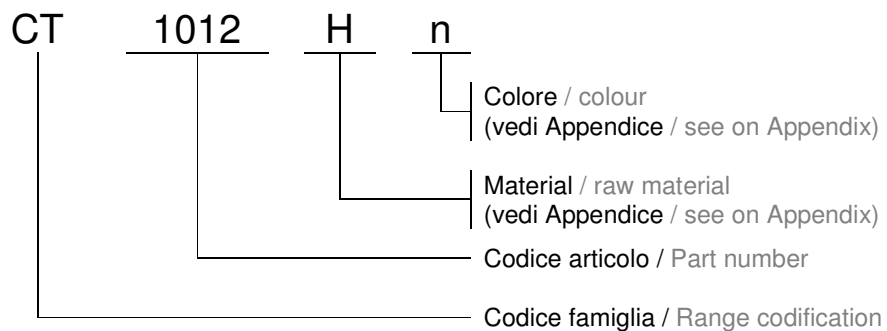 CT 1012 H n
Colore / colour
(vedi Appendice / see on Appendix)
Material / raw material
(vedi Appendice / see on Appendix)
Codice articolo / Part number
Codice famiglia / Range codification